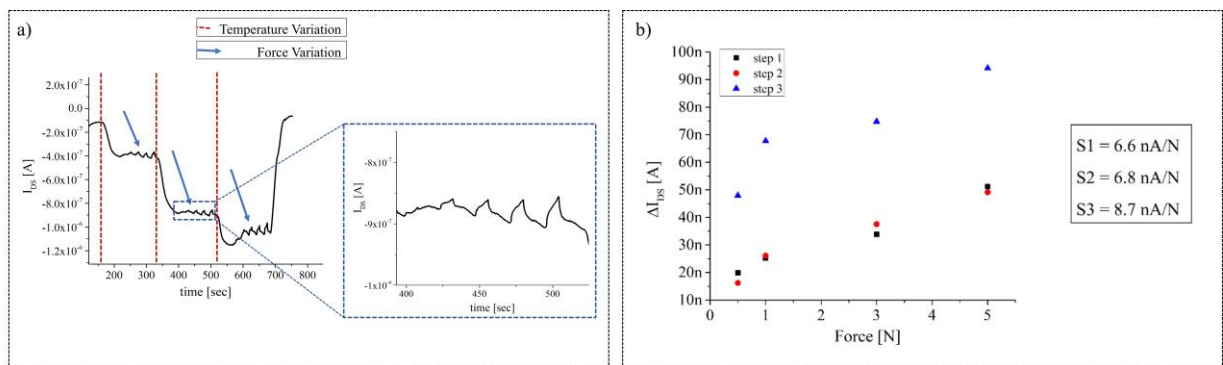 a)
Temperature Variation
Force Variation
2.0x10⁻⁷
0.0
-2.0x10⁻⁷
-4.0x10⁻⁷
-6.0x10⁻⁷
-8.0x10⁻⁷
-1.0x10⁻⁶
-1.2x10⁻⁶
I_DS [A]
200 300 400 500 600 700 800
time [sec]
-8x10⁻⁷
-9x10⁻⁷
-1x10⁻⁶
I_DS [A]
400 450 500
time [sec]
b)
100n
90n
80n
70n
60n
50n
40n
30n
20n
10n
ΔI_DS [A]
step 1
step 2
step 3
0 1 2 3 4 5
Force [N]
S1 = 6.6 nA/N
S2 = 6.8 nA/N
S3 = 8.7 nA/N